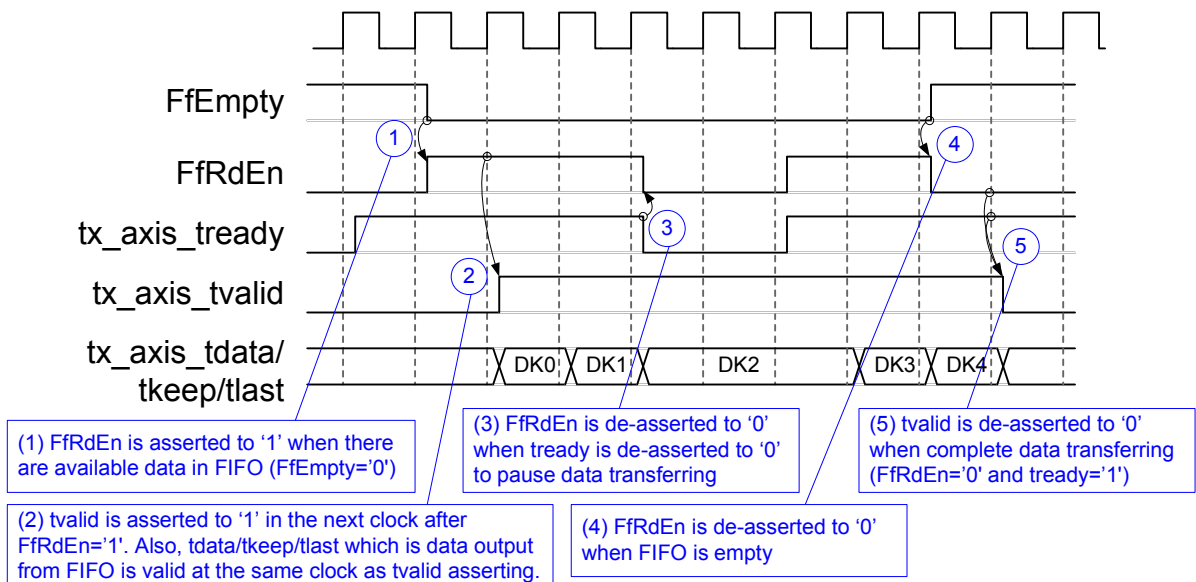 FfEmpty
1
4
FfRdEn
tx_axis_tready
3
5
2
tx_axis_tvalid
tx_axis_tdata/
tkeep/tlast
DK0
DK1
DK2
DK3
DK4
(1) FfRdEn is asserted to ‘1’ when there
are available data in FIFO (FfEmpty=‘0’)
(3) FfRdEn is de-asserted to ‘0’
when tready is de-asserted to ‘0’
to pause data transferring
(5) tvalid is de-asserted to ‘0’
when complete data transferring
(FfRdEn=‘0’ and tready=‘1’)
(2) tvalid is asserted to ‘1’ in the next clock after
FfRdEn=‘1’. Also, tdata/tkeep/tlast which is data output
from FIFO is valid at the same clock as tvalid asserting.
(4) FfRdEn is de-asserted to ‘0’
when FIFO is empty